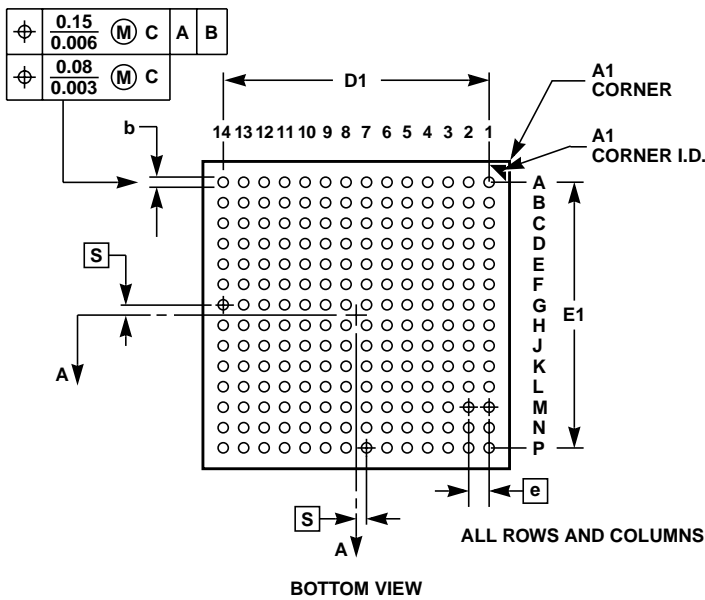 0.15
0.006 M C A B
0.08
0.003 M C
D1
A1
CORNER
b
14 13 12 11 10 9 8 7 6 5 4 3 2 1
A1
CORNER I.D.
A
B
C
D
E
F
G
H
J
K
L
M
N
P
S
E1
A
e
S
ALL ROWS AND COLUMNS
A
BOTTOM VIEW